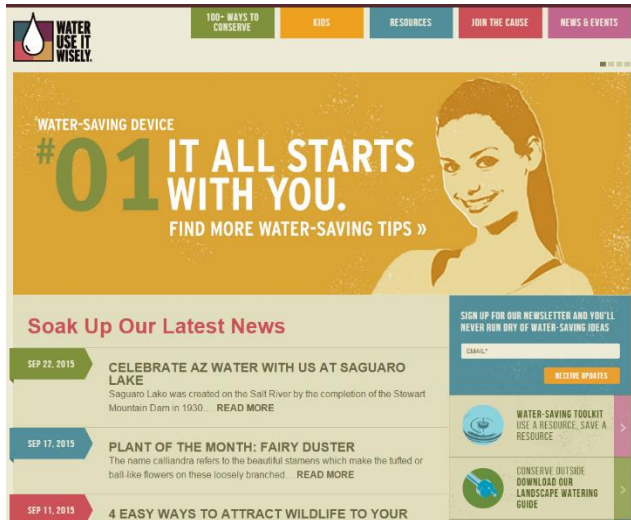 WATER
USE IT
WISELY.
100+ WAYS TO
CONSERVE
KIDS
RESOURCES
JOIN THE CAUSE
NEWS & EVENTS
WATER-SAVING DEVICE
#01 IT ALL STARTS
WITH YOU.
FIND MORE WATER-SAVING TIPS »
Soak Up Our Latest News
SEP 22, 2015
CELEBRATE AZ WATER WITH US AT SAGUARO
LAKE
Saguaro Lake was created on the Salt River by the completion of the Stewart
Mountain Dam in 1930.... READ MORE
SEP 17, 2015
PLANT OF THE MONTH: FAIRY DUSTER
The name calliandra refers to the beautiful stamens which make the tufted or
ball-like flowers on these loosely branched... READ MORE
SEP 11, 2015
4 EASY WAYS TO ATTRACT WILDLIFE TO YOUR
SIGN UP FOR OUR NEWSLETTER AND YOU'LL
NEVER RUN DRY OF WATER-SAVING IDEAS
EMAIL*
RECEIVE UPDATES
WATER-SAVING TOOLKIT
USE A RESOURCE, SAVE A
RESOURCE
CONSERVE OUTSIDE
DOWNLOAD OUR
LANDSCAPE WATERING
GUIDE